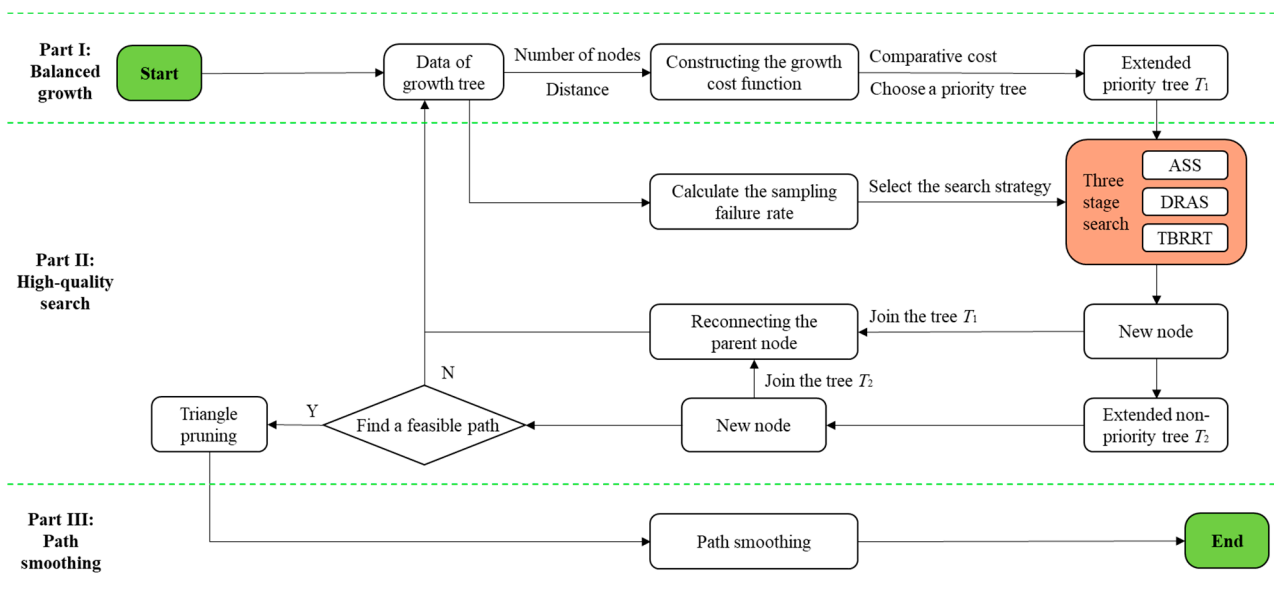 Part I:
Balanced
growth
Start
Data of
growth tree
Number of nodes
Distance
Constructing the growth
cost function
Comparative cost
Choose a priority tree
Extended
priority tree T1
Part II:
High-quality
search
Calculate the sampling
failure rate
Select the search strategy
Three
stage
search
ASS
DRAS
TBRRT
Reconnecting the
parent node
Join the tree T1
New node
N
Join the tree T2
Triangle
pruning
Y
Find a feasible path
New node
Extended non-
priority tree T2
Part III:
Path
smoothing
Path smoothing
End